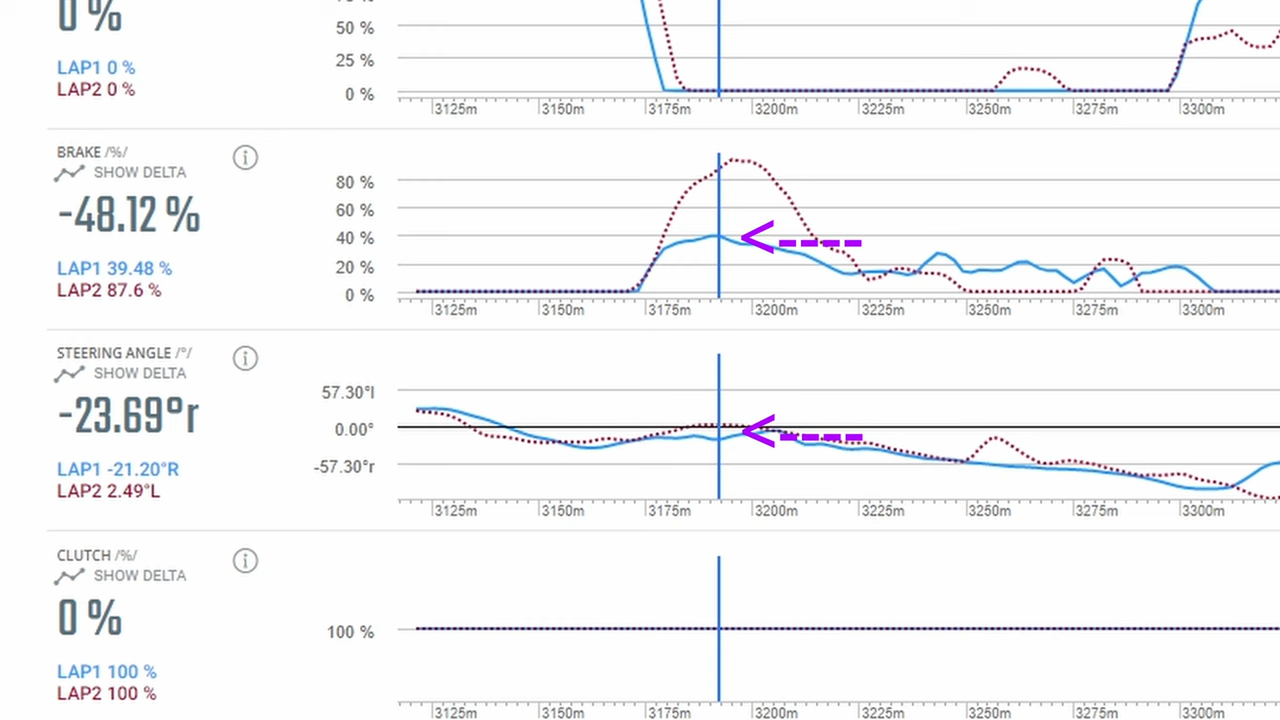 0 %
50 %
25 %
LAP1 0 %
LAP2 0 %
0 %
3125m 3150m 3175m 3200m 3225m 3250m 3275m 3300m
BRAKE /%/
SHOW DELTA
-48.12 %
80 %
60 %
40 %
20 %
0 %
LAP1 39.48 %
LAP2 87.6 %
3125m 3150m 3175m 3200m 3225m 3250m 3275m 3300m
STEERING ANGLE /°/
SHOW DELTA
-23.69°r
57.30°l
0.00°
-57.30°r
LAP1 -21.20°R
LAP2 2.49°L
3125m 3150m 3175m 3200m 3225m 3250m 3275m 3300m
CLUTCH /%/
SHOW DELTA
0 %
100 %
LAP1 100 %
LAP2 100 %
3125m 3150m 3175m 3200m 3225m 3250m 3275m 3300m